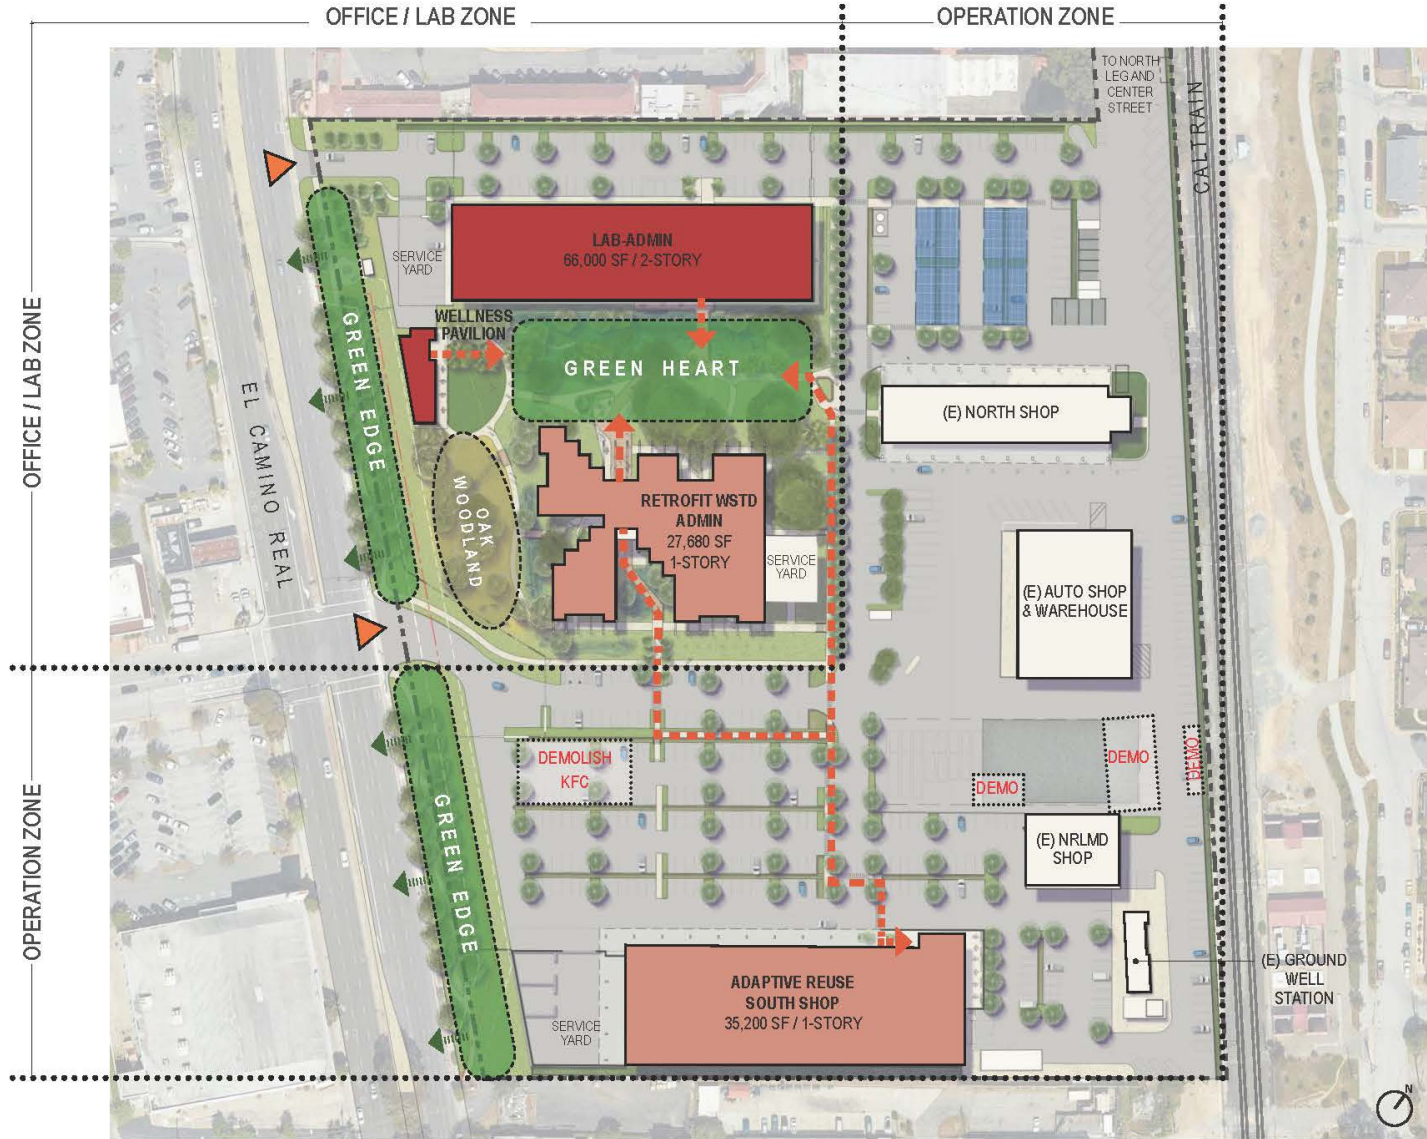 OFFICE / LAB ZONE
OPERATION ZONE
TO NORTH
LEG AND
CENTER
STREET
CALTRAIN
LAB-ADMIN
66,000 SF / 2-STORY
SERVICE
YARD
WELLNESS
PAVILION
GREEN HEART
GREEN EDGE
OFFICE / LAB ZONE
EL CAMINO REAL
(E) NORTH SHOP
OAK
WOODLAND
RETROFIT WSTD
ADMIN
27,680 SF
1-STORY
SERVICE
YARD
(E) AUTO SHOP
& WAREHOUSE
DEMOLISH
KFC
DEMO
DEMO
DEMO
GREEN EDGE
OPERATION ZONE
(E) NRLMD
SHOP
(E) GROUND
WELL
STATION
ADAPTIVE REUSE
SOUTH SHOP
35,200 SF / 1-STORY
SERVICE
YARD
N